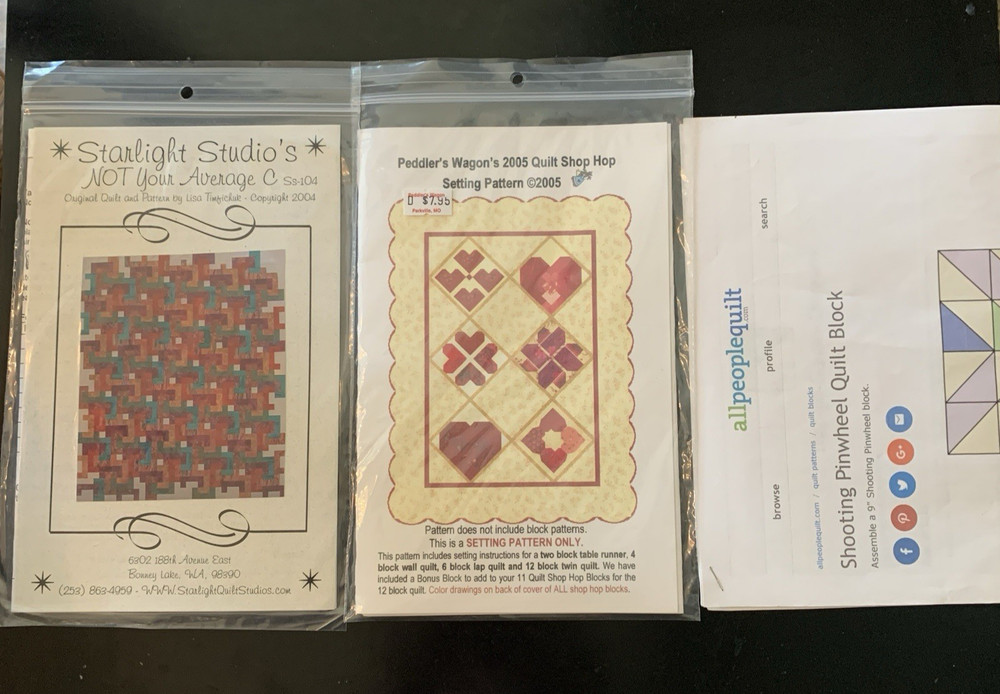 Starlight Studio's
NOT Your Average C Ss-104
Original Quilt and Pattern by Lisa - Copyright 2004
6302 188th Avenue East
Bonney Lake, WA, 98390
(253) 863-4959 - WWW.StarlightQuiltStudios.com
Peddler's Wagon's 2005 Quilt Shop Hop
Setting Pattern ©2005
$7.95
Parkville, MO
Pattern does not include block patterns.
This is a SETTING PATTERN ONLY.
This pattern includes setting instructions for a two block table runner, 4
block wall quilt, 6 block lap quilt and 12 block twin quilt. We have
included a Bonus Block to add to your 11 Quilt Shop Hop Blocks for the
12 block quilt. Color drawings on back of cover of ALL shop hop blocks.
allpeoplequilt
.com
browse profile search
allpeoplequilt.com / quilt patterns / quilt blocks
Shooting Pinwheel Quilt Block
Assemble a 9" Shooting Pinwheel block.